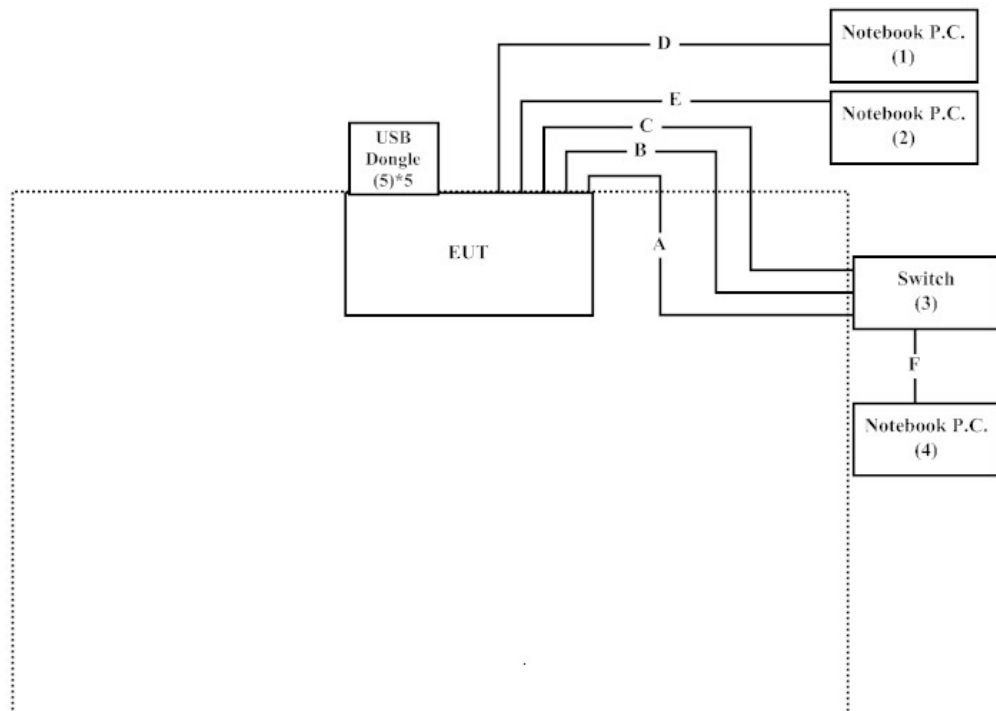 Notebook P.C.
(1)
D
Notebook P.C.
(2)
E
C
B
USB
Dongle
(5)*5
EUT
A
Switch
(3)
F
Notebook P.C.
(4)